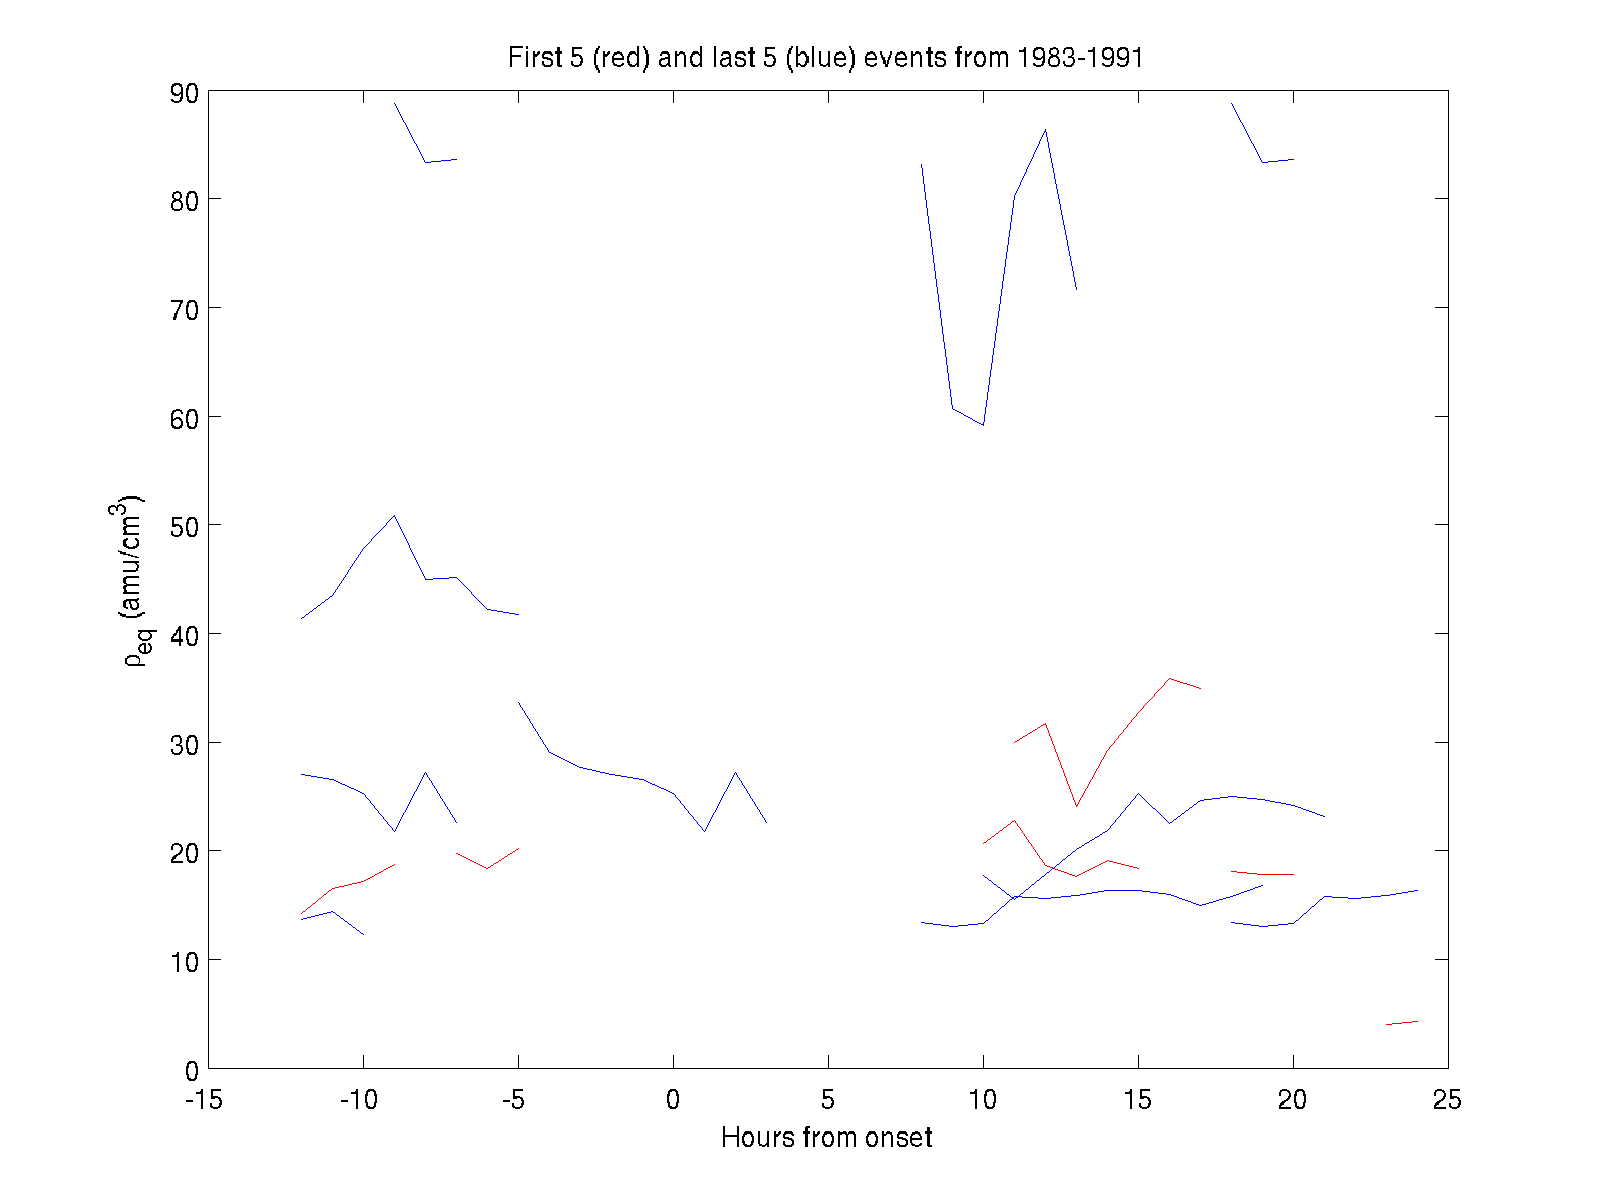 First 5 (red) and last 5 (blue) events from 1983-1991
90
80
70
60
50
40
30
20
10
0
ρeq (amu/cm3)
-15 -10 -5 0 5 10 15 20 25
Hours from onset